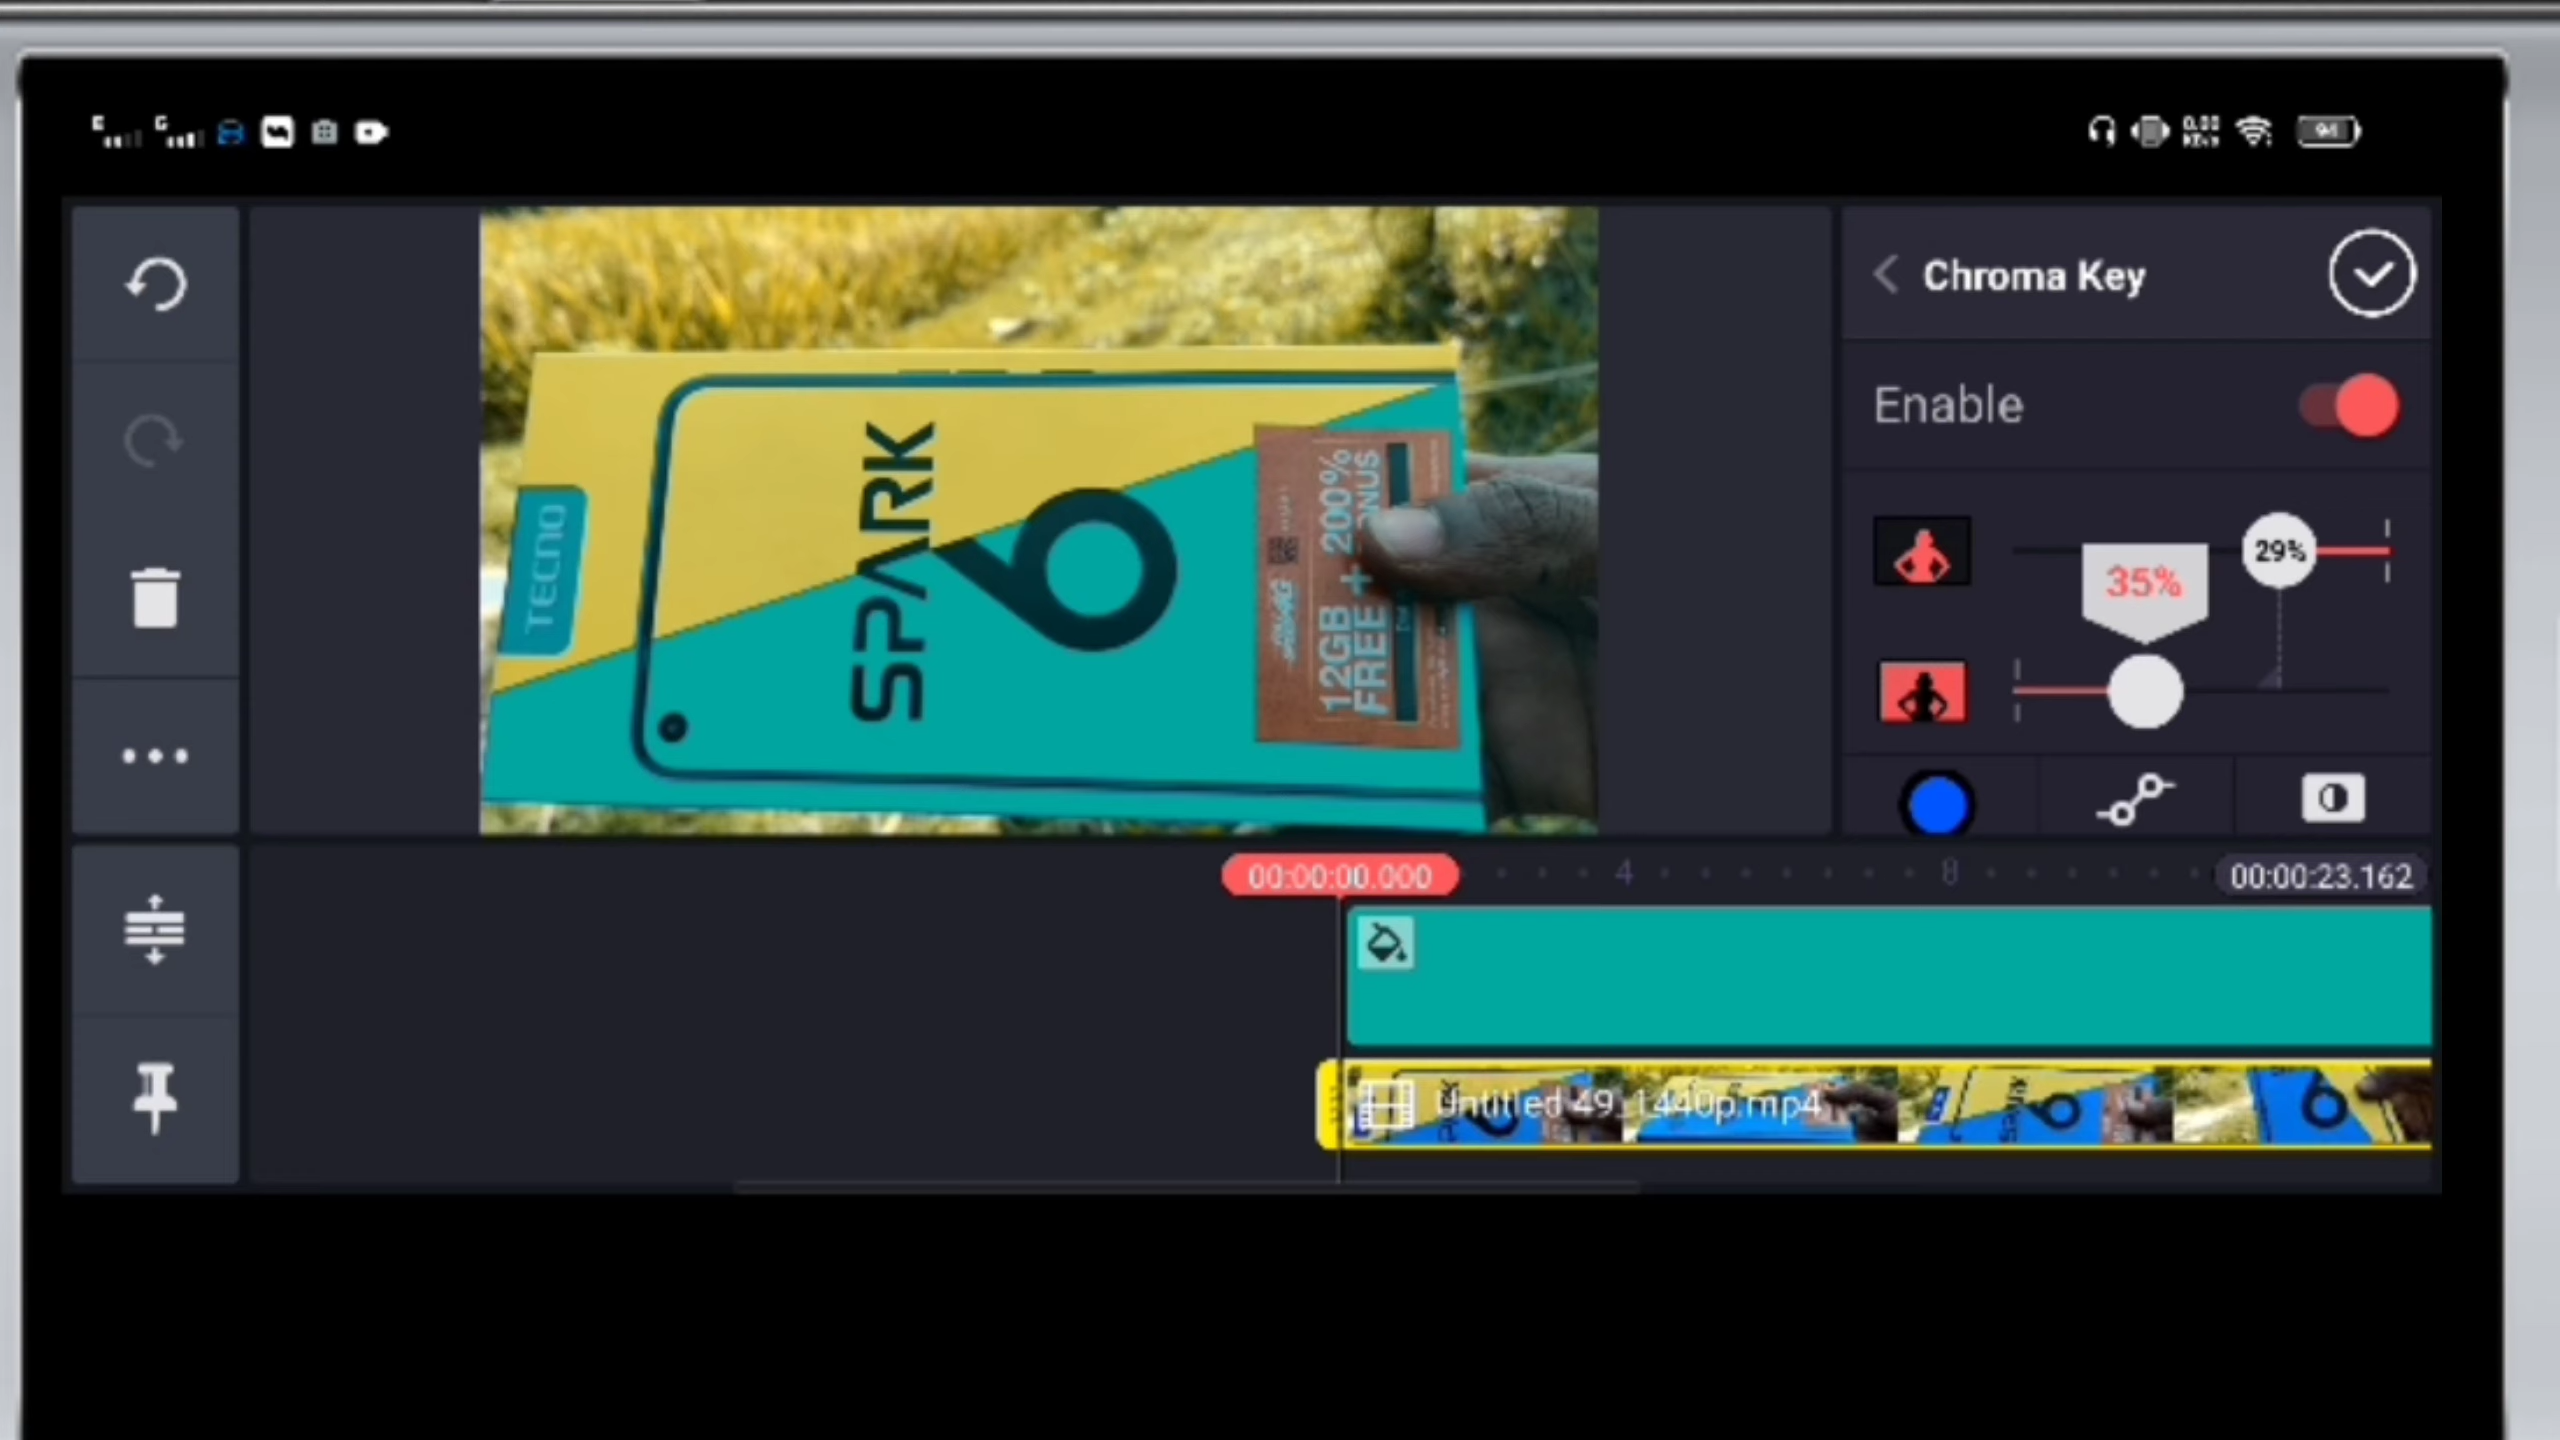 94
Chroma Key
Enable
29%
35%
TECNO
SPARK
6
12GB + 200%
FREE
00:00:00.000
4
8
00:00:23.162
Untitled 49_1440p.mp4